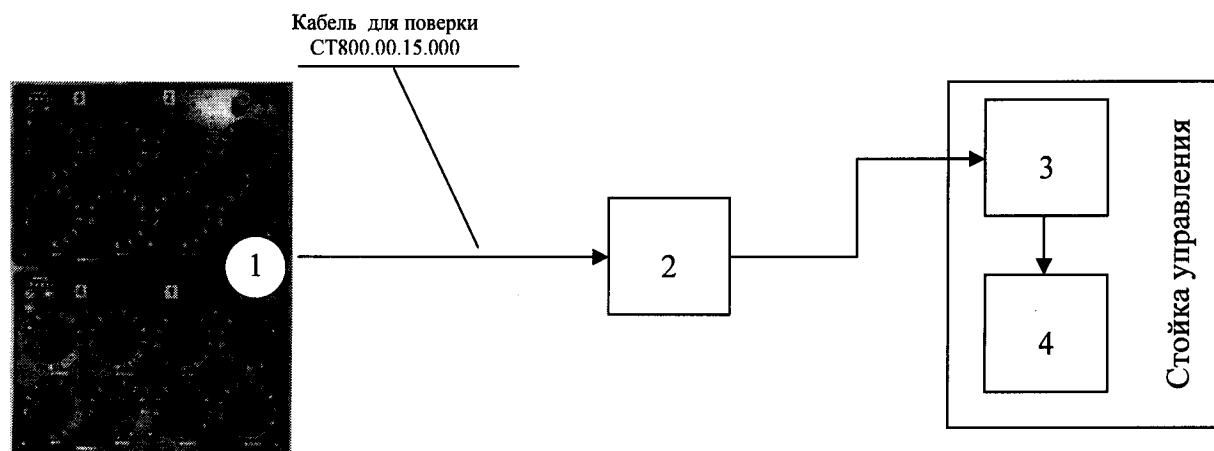 Кабель для поверки
СТ800.00.15.000
1
2
3
4
Стойка управления